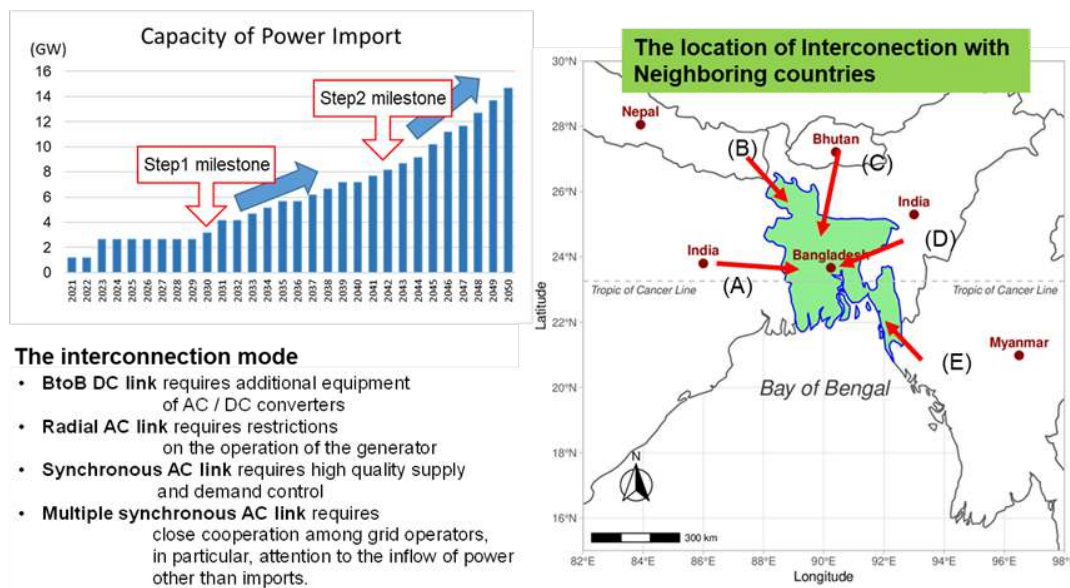 Capacity of Power Import
(GW)
16
14
12
10
8
6
4
2
0
Step1 milestone
Step2 milestone
2021
2022
2023
2024
2025
2026
2027
2028
2029
2030
2031
2032
2033
2034
2035
2036
2037
2038
2039
2040
2041
2042
2043
2044
2045
2046
2047
2048
2049
2050
The interconnection mode
• BtoB DC link requires additional equipment
of AC / DC converters
• Radial AC link requires restrictions
on the operation of the generator
• Synchronous AC link requires high quality supply
and demand control
• Multiple synchronous AC link requires
close cooperation among grid operators,
in particular, attention to the inflow of power
other than imports.
The location of Interconection with
Neighboring countries
30°N
28°N
26°N
24°N
22°N
20°N
18°N
16°N
Latitude
Nepal
(B)
Bhutan
(C)
India
India
(D)
Bangladesh
(A)
Tropic of Cancer Line
Tropic of Cancer Line
Myanmar
(E)
Bay of Bengal
N
300 km
82°E
84°E
86°E
88°E
90°E
92°E
94°E
96°E
98°E
Longitude